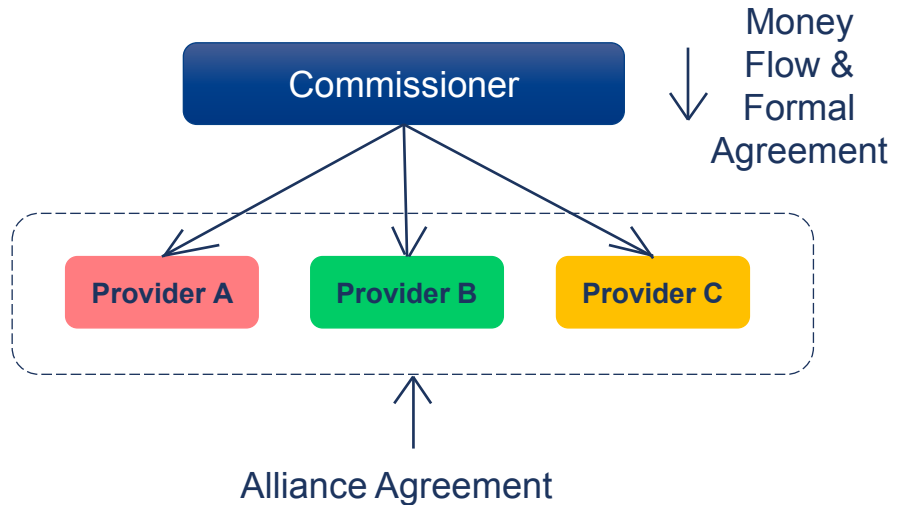 Money
Flow &
Formal
Agreement
Commissioner
Provider A
Provider B
Provider C
Alliance Agreement